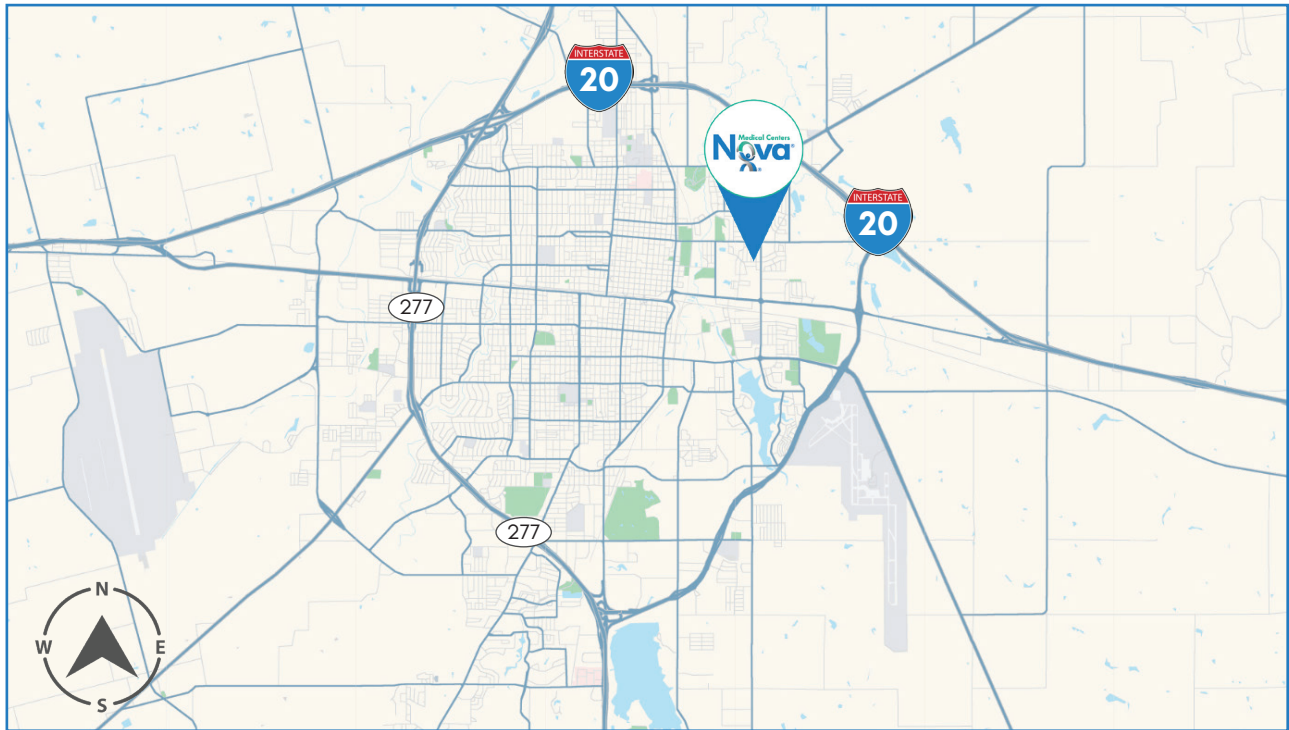 INTERSTATE
20
Medical Centers
Nova®
®
INTERSTATE
20
277
277
N
W
E
S